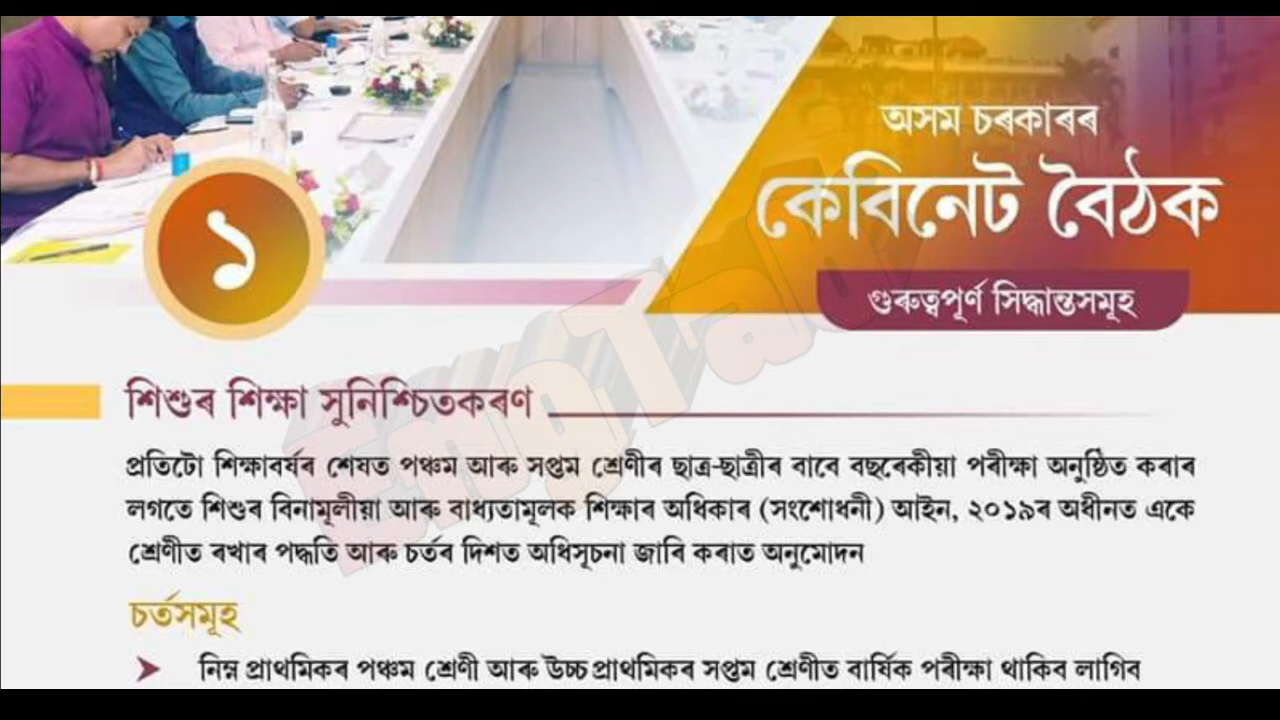 অসম চৰকাৰৰ
কেবিনেট বৈঠক
গুৰুত্বপূৰ্ণ সিদ্ধান্তসমূহ
১
শিশুৰ শিক্ষা সুনিশ্চিতকৰণ
প্ৰতিটো শিক্ষাবৰ্ষৰ শেষত পঞ্চম আৰু সপ্তম শ্ৰেণীৰ ছাত্ৰ-ছাত্ৰীৰ বাবে বছৰেকীয়া পৰীক্ষা অনুষ্ঠিত কৰাৰ
লগতে শিশুৰ বিনামূলীয়া আৰু বাধ্যতামূলক শিক্ষাৰ অধিকাৰ (সংশোধনী) আইন, ২০১৯ৰ অধীনত একে
শ্ৰেণীত ৰখাৰ পদ্ধতি আৰু চৰ্তৰ দিশত অধিসূচনা জাৰি কৰাত অনুমোদন
চৰ্তসমূহ
➤ নিম্ন প্ৰাথমিকৰ পঞ্চম শ্ৰেণী আৰু উচ্চ প্ৰাথমিকৰ সপ্তম শ্ৰেণীত বাৰ্ষিক পৰীক্ষা থাকিব লাগিব